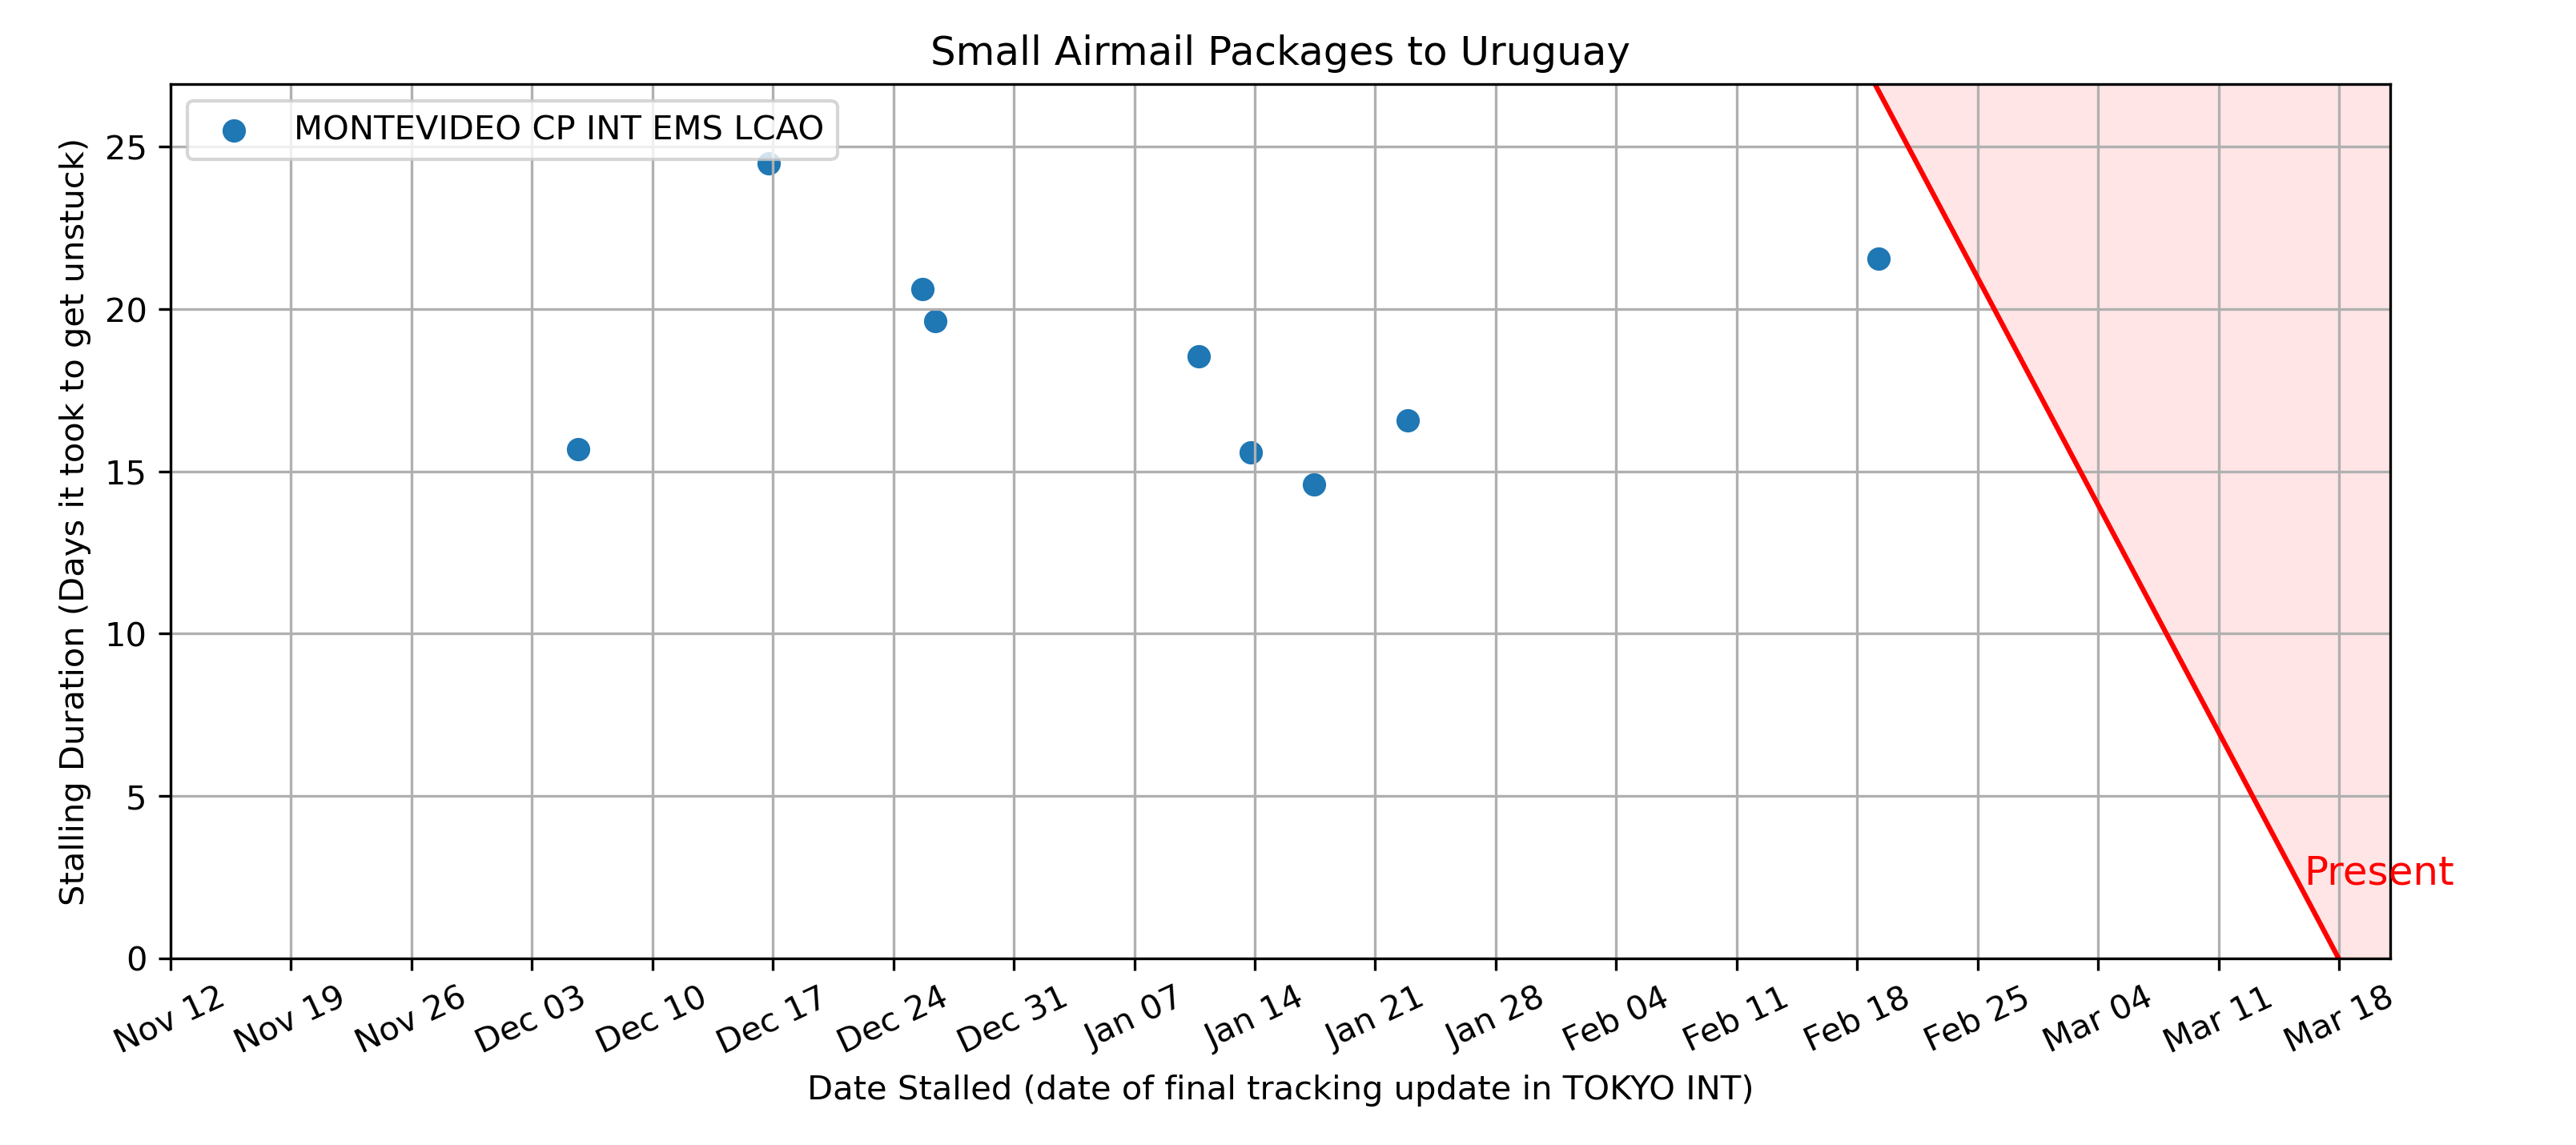 Small Airmail Packages to Uruguay
MONTEVIDEO CP INT EMS LCAO
Stalling Duration (Days it took to get unstuck)
25
20
15
10
5
0
Present
Nov 12
Nov 19
Nov 26
Dec 03
Dec 10
Dec 17
Dec 24
Dec 31
Jan 07
Jan 14
Jan 21
Jan 28
Feb 04
Feb 11
Feb 18
Feb 25
Mar 04
Mar 11
Mar 18
Date Stalled (date of final tracking update in TOKYO INT)